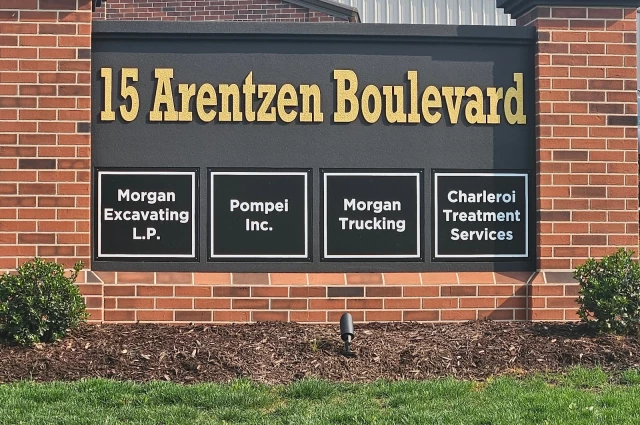 15 Arentzen Boulevard
Morgan
Excavating
L.P.
Pompei
Inc.
Morgan
Trucking
Charleroi
Treatment
Services